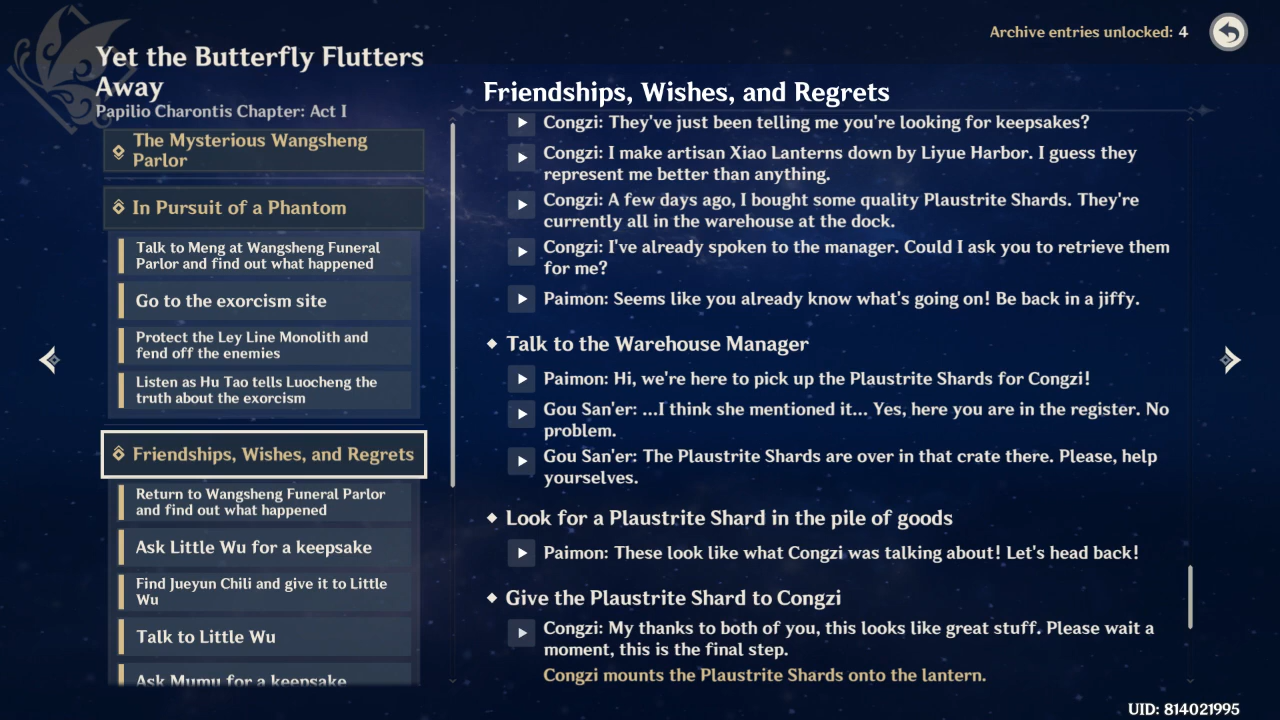 Yet the Butterfly Flutters
Away
Papilio Charontis Chapter: Act I
The Mysterious Wangsheng
Parlor
In Pursuit of a Phantom
Talk to Meng at Wangsheng Funeral
Parlor and find out what happened
Go to the exorcism site
Protect the Ley Line Monolith and
fend off the enemies
Listen as Hu Tao tells Luocheng the
truth about the exorcism
Friendships, Wishes, and Regrets
Return to Wangsheng Funeral Parlor
and find out what happened
Ask Little Wu for a keepsake
Find Jueyun Chili and give it to Little
Wu
Talk to Little Wu
Ask Mumu for a keepsake
Archive entries unlocked: 4
Friendships, Wishes, and Regrets
Congzi: They've just been telling me you're looking for keepsakes?
Congzi: I make artisan Xiao Lanterns down by Liyue Harbor. I guess they
represent me better than anything.
Congzi: A few days ago, I bought some quality Plaustrite Shards. They're
currently all in the warehouse at the dock.
Congzi: I've already spoken to the manager. Could I ask you to retrieve them
for me?
Paimon: Seems like you already know what's going on! Be back in a jiffy.
Talk to the Warehouse Manager
Paimon: Hi, we're here to pick up the Plaustrite Shards for Congzi!
Gou San'er: ...I think she mentioned it... Yes, here you are in the register. No
problem.
Gou San'er: The Plaustrite Shards are over in that crate there. Please, help
yourselves.
Look for a Plaustrite Shard in the pile of goods
Paimon: These look like what Congzi was talking about! Let's head back!
Give the Plaustrite Shard to Congzi
Congzi: My thanks to both of you, this looks like great stuff. Please wait a
moment, this is the final step.
Congzi mounts the Plaustrite Shards onto the lantern.
UID: 814021995